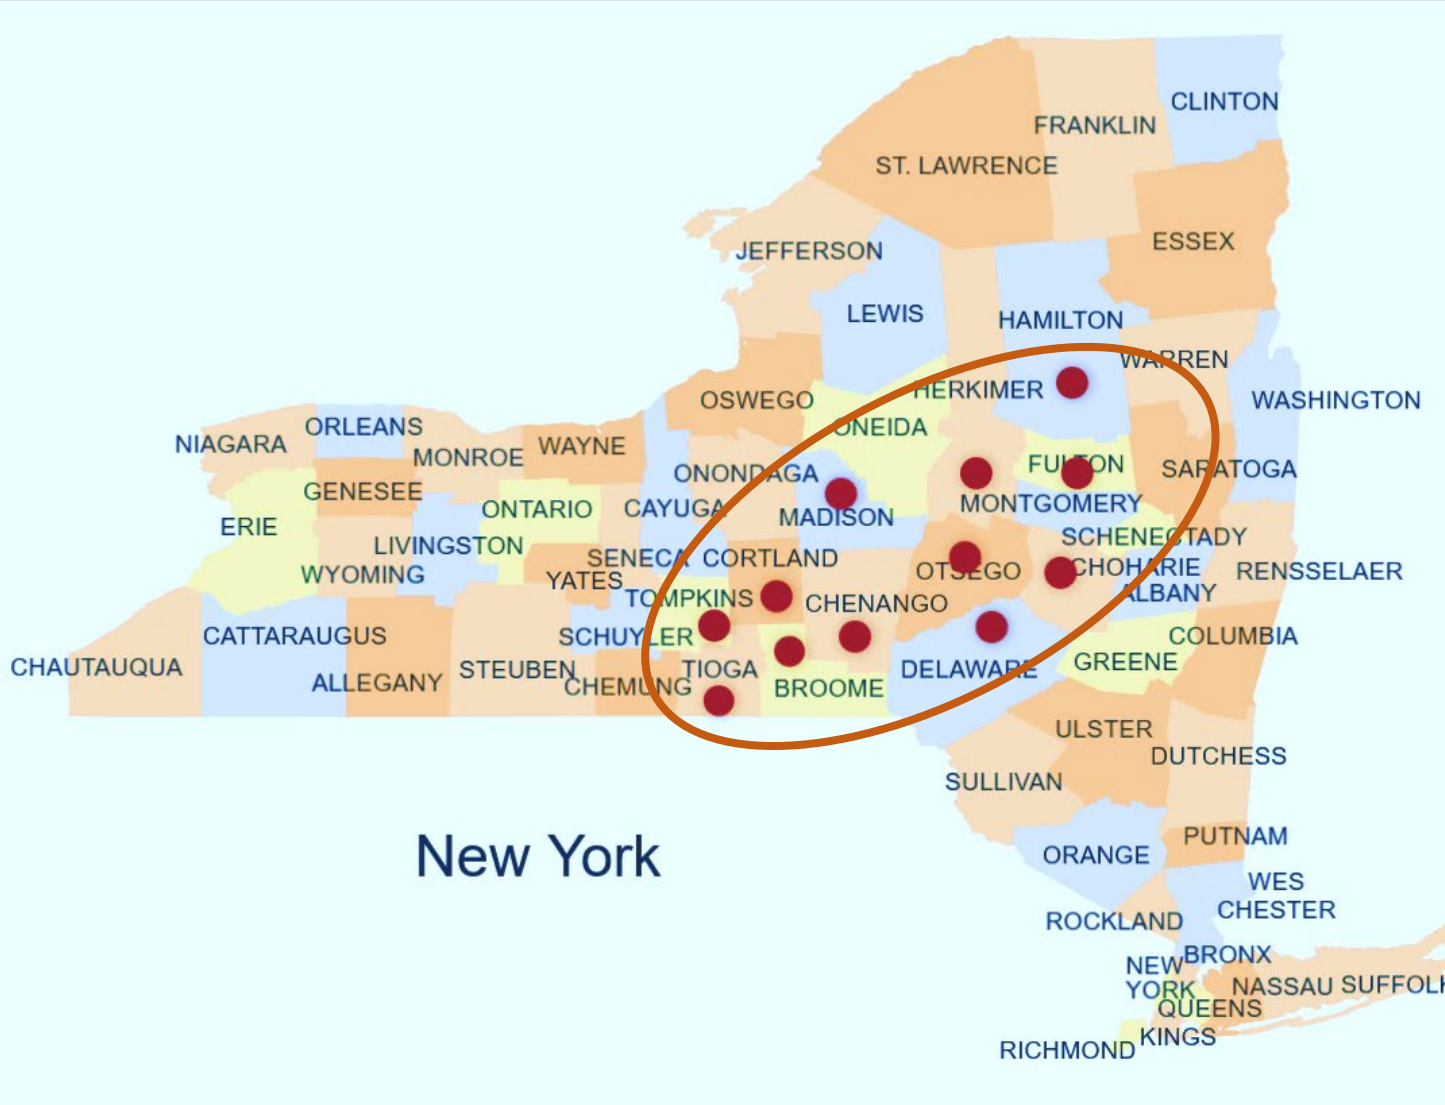 CLINTON
FRANKLIN
ST. LAWRENCE
ESSEX
JEFFERSON
LEWIS
HAMILTON
WARREN
HERKIMER
OSWEGO
WASHINGTON
ONEIDA
ORLEANS
NIAGARA
WAYNE
MONROE
FULTON
SARATOGA
ONONDAGA
GENESEE
MONTGOMERY
ONTARIO
CAYUGA
MADISON
ERIE
SCHENECTADY
LIVINGSTON
SENECA
CORTLAND
CHOHARIE
OTSEGO
RENSSELAER
WYOMING
YATES
ALBANY
TOMPKINS
CHENANGO
CATTARAUGUS
SCHUYLER
COLUMBIA
GREENE
CHAUTAUQUA
STEUBEN
TIOGA
DELAWARE
ALLEGANY
CHEMUNG
BROOME
ULSTER
DUTCHESS
SULLIVAN
PUTNAM
New York
ORANGE
WES
CHESTER
ROCKLAND
BRONX
NEW
YORK
NASSAU
SUFFOLK
QUEENS
KINGS
RICHMOND